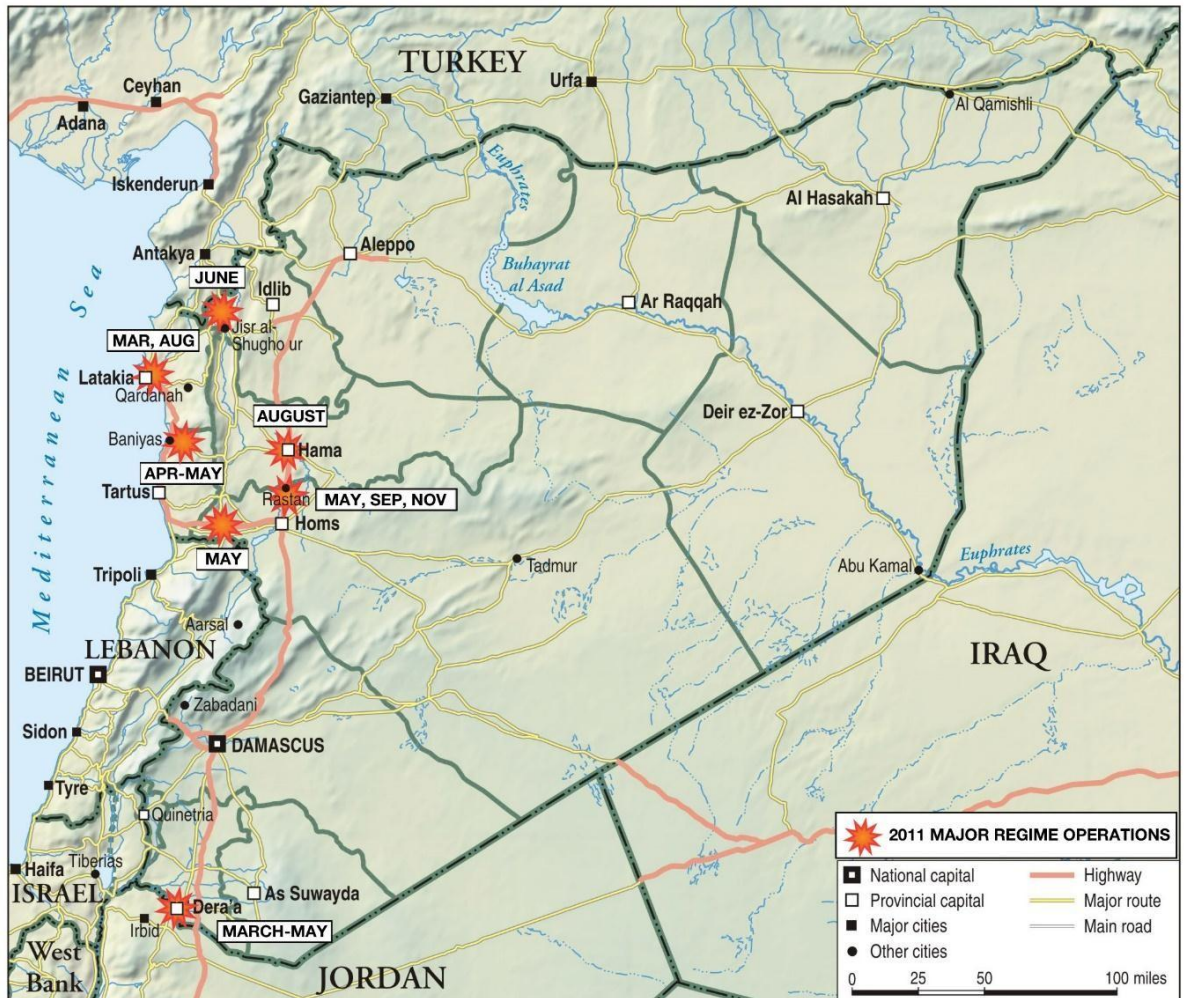 TURKEY
Ceyhan
Adana
Gaziantep
Urfa
Al Qamishli
Iskenderun
Euphrates
Al Hasakah
Antakya
Aleppo
Buhayrat
al Asad
JUNE
Idlib
Ar Raqqah
Jisr al-
Shugho ur
Mediterranean Sea
MAR, AUG
Latakia
Qardanah
AUGUST
Deir ez-Zor
Baniyas
Hama
APR-MAY
Tartus
Rastan
MAY, SEP, NOV
Homs
MAY
Tadmur
Tripoli
Abu Kamal
Euphrates
Aarsal
LEBANON
IRAQ
BEIRUT
Zabadani
Sidon
DAMASCUS
Tyre
Quinetria
Haifa
Tiberias
ISRAEL
As Suwayda
Dera'a
Irbid
MARCH-MAY
West
Bank
JORDAN
2011 MAJOR REGIME OPERATIONS
National capital
Provincial capital
Major cities
Other cities
Highway
Major route
Main road
0 25 50 100 miles